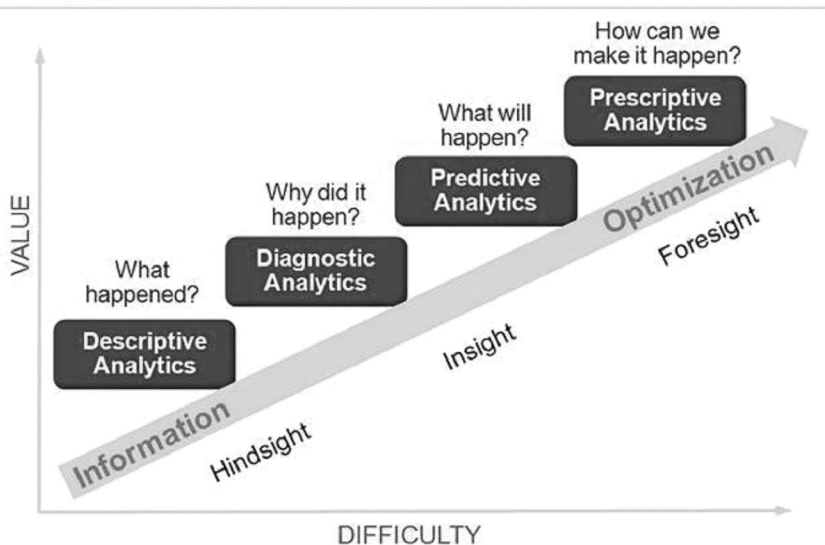 How can we
make it happen?
Prescriptive
Analytics
What will
happen?
Predictive
Analytics
Why did it
happen?
Diagnostic
Analytics
What
happened?
Descriptive
Analytics
Information
Optimization
Hindsight
Insight
Foresight
VALUE
DIFFICULTY